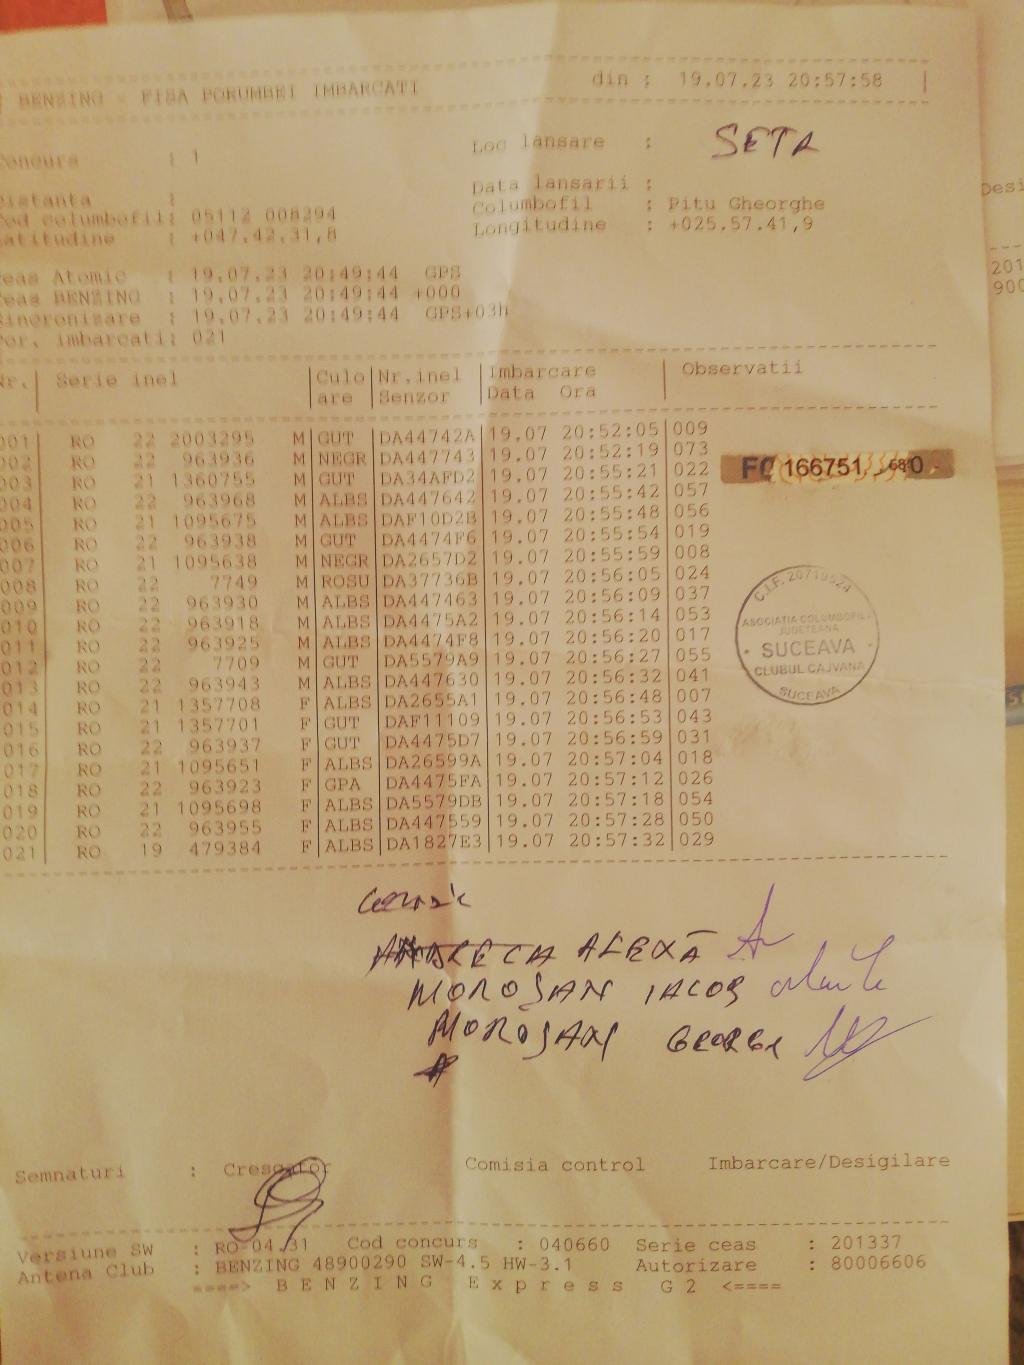 BENZING - FISA PORUMBEI IMBARCATI din ; 19.07.23 20:57:58 |
Concurs : 1 Loc lansare : SETA
Distanta : Data lansarii ;
Cod columbofil: 05112 008294 Columbofil : Pitu Gheorghe
Latitudine : +047.42,31,8 Longitudine : +025.57.41,9
Ceas Atomic : 19.07.23 20:49:44 GPS
Ceas BENZING : 19.07.23 20:49:44 +000
Sincronizare : 19.07.23 20:49:44 GPS+03h
Por. imbarcati: 021
Nr.| Serie inel |Culo |Nr.inel |Imbarcare | Observatii
| |are |Senzor |Data Ora |
001 | RO 22 2003295 M|GUT |DA44742A|19.07 20:52:05|009
002 | RO 22 963936 M|NEGR|DA447743|19.07 20:52:19|073
003 | RO 21 1360755 M|GUT |DA34AFD2|19.07 20:55:21|022
004 | RO 22 963968 M|ALBS|DA447642|19.07 20:55:42|057
005 | RO 21 1095675 M|ALBS|DAF10D2B|19.07 20:55:48|056
006 | RO 22 963938 M|GUT |DA4474F6|19.07 20:55:54|019
007 | RO 21 1095638 M|NEGR|DA2657D2|19.07 20:55:59|008
008 | RO 22 7749 M|ROSU|DA37736B|19.07 20:56:05|024
009 | RO 22 963930 M|ALBS|DA447463|19.07 20:56:09|037
010 | RO 22 963918 M|ALBS|DA4475A2|19.07 20:56:14|053
011 | RO 22 963925 M|ALBS|DA4474F8|19.07 20:56:20|017
012 | RO 22 7709 M|GUT |DA5579A9|19.07 20:56:27|055
013 | RO 22 963943 M|ALBS|DA447630|19.07 20:56:32|041
014 | RO 21 1357708 F|ALBS|DA2655A1|19.07 20:56:48|007
015 | RO 21 1357701 F|GUT |DAF11109|19.07 20:56:53|043
016 | RO 22 963937 F|GUT |DA4475D7|19.07 20:56:59|031
017 | RO 21 1095651 F|ALBS|DA26599A|19.07 20:57:04|018
018 | RO 22 963923 F|GPA |DA4475FA|19.07 20:57:12|026
019 | RO 21 1095698 F|ALBS|DA5579DB|19.07 20:57:18|054
020 | RO 22 963955 F|ALBS|DA447559|19.07 20:57:28|050
021 | RO 19 479384 F|ALBS|DA1827E3|19.07 20:57:32|029
166751
C.I.F. 20719524
ASOCIATIA COLUMBOFILA
JUDETEANA
SUCEAVA
CLUBUL CAJVANA
SUCEAVA
ALEXĂ
MOROȘAN IACOB
MOROȘAN GEORGE
Semnaturi : Crescator Comisia control Imbarcare/Desigilare
Versiune SW : RO-04.31 Cod concurs : 040660 Serie ceas : 201337
Antena Club : BENZING 48900290 SW-4.5 HW-3.1 Autorizare : 80006606
====> B E N Z I N G E x p r e s s G 2 <====
Desi
201
900